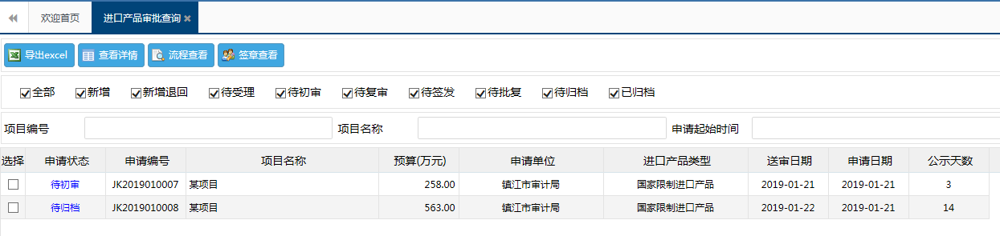 欢迎首页 进口产品审批查询
导出excel 查看详情 流程查看 签章查看
全部 新增 新增退回 待受理 待初审 待复审 待签发 待批复 待归档 已归档
项目编号 项目名称 申请起始时间
选择 申请状态 申请编号 项目名称 预算(万元) 申请单位 进口产品类型 送审日期 申请日期 公示天数
待初审 JK2019010007 某项目 258.00 镇江市审计局 国家限制进口产品 2019-01-21 2019-01-21 3
待归档 JK2019010008 某项目 563.00 镇江市审计局 国家限制进口产品 2019-01-22 2019-01-21 14